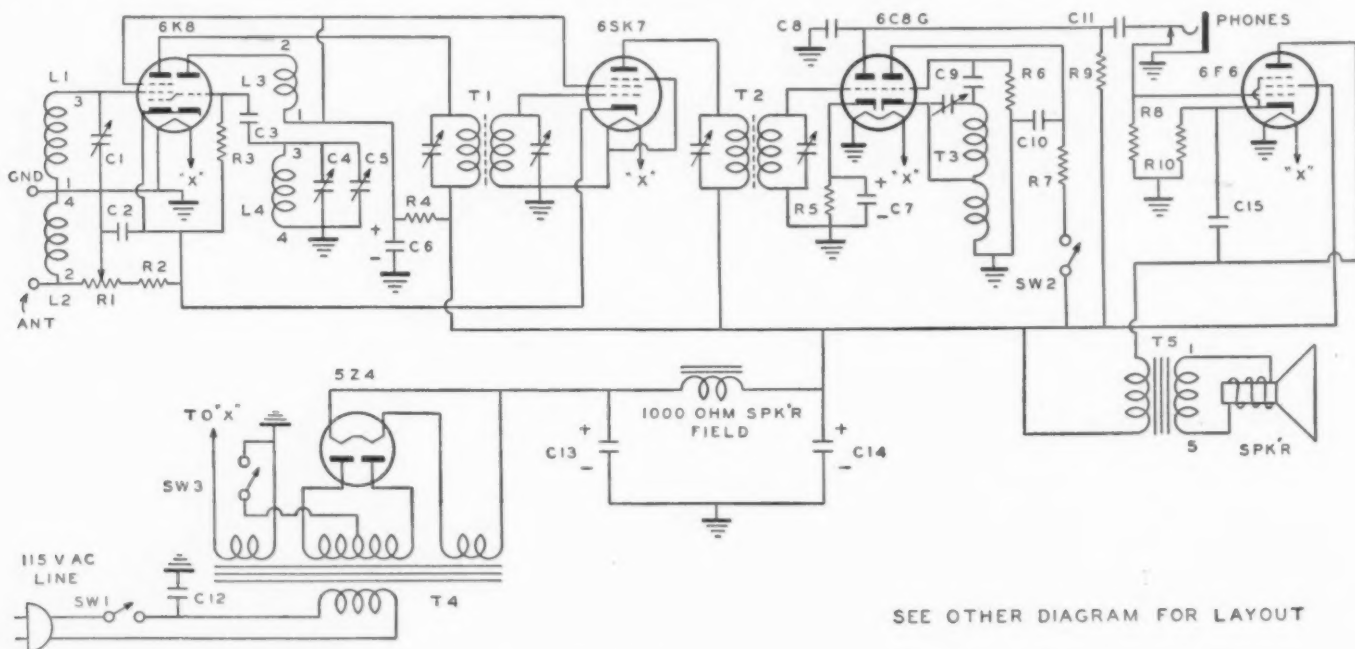 6K8
6SK7
C8
6C8G
C11
PHONES
2
L1
L3
C9
R6
R9
6F6
3
T1
T2
R8
1
C3
C1
R3
3
C4
C5
"X"
C10
T3
"X"
R7
R10
"X"
GND
1
4
"X"
R5
+
C7
-
C2
L4
R4
C15
4
+
-
C6
SW2
R2
2
R1
L2
ANT
T5
1
5Z4
TO "X"
1000 OHM SPK'R
FIELD
+
C13
-
+
C14
-
5
SPK'R
SW3
115 V AC
LINE
SW1
C12
T4
SEE OTHER DIAGRAM FOR LAYOUT